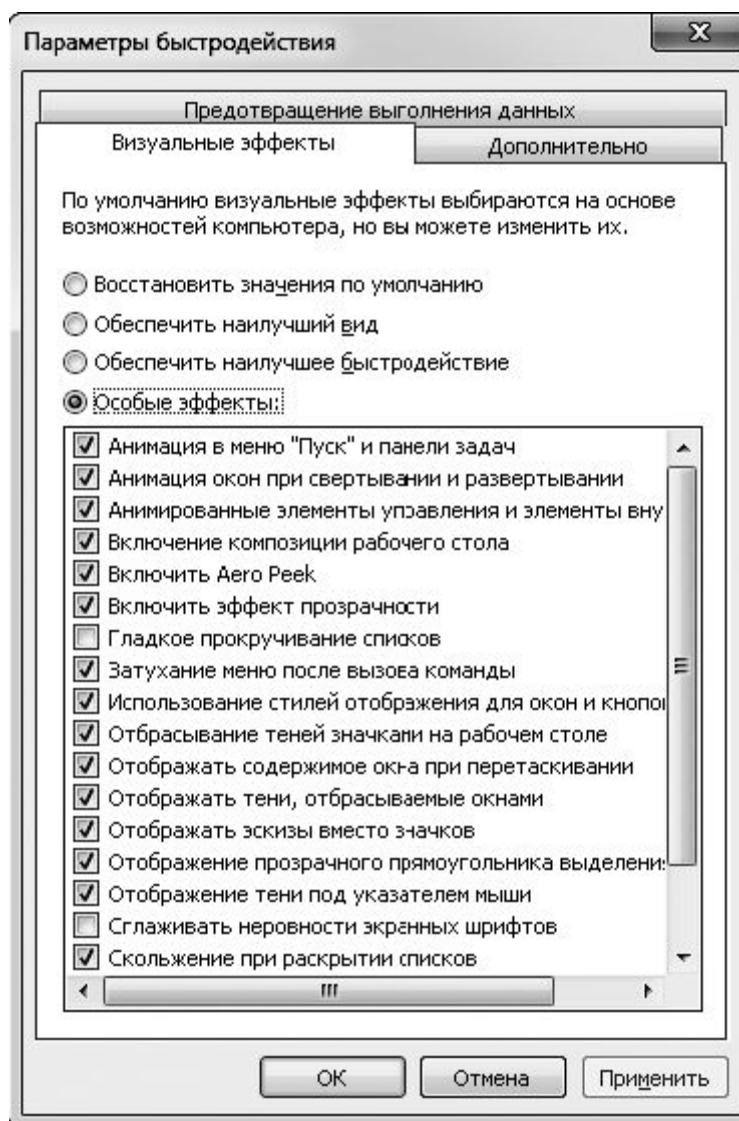 Параметры быстродействия
Предотвращение выполнения данных
Визуальные эффекты
Дополнительно
По умолчанию визуальные эффекты выбираются на основе
возможностей компьютера, но вы можете изменить их.
Восстановить значения по умолчанию
Обеспечить наилучший вид
Обеспечить наилучшее быстродействие
Особые эффекты:
Анимация в меню "Пуск" и панели задач
Анимация окон при свертывании и развертывании
Анимированные элементы управления и элементы вну
Включение композиции рабочего стола
Включить Aero Peek
Включить эффект прозрачности
Гладкое прокручивание списков
Затухание меню после вызова команды
Использование стилей отображения для окон и кнопо
Отбрасывание теней значками на рабочем столе
Отображать содержимое окна при перетаскивании
Отображать тени, отбрасываемые окнами
Отображать эскизы вместо значков
Отображение прозрачного прямоугольника выделени
Отображение тени под указателем мыши
Сглаживать неровности экранных шрифтов
Скольжение при раскрытии списков
ОК
Отмена
Применить